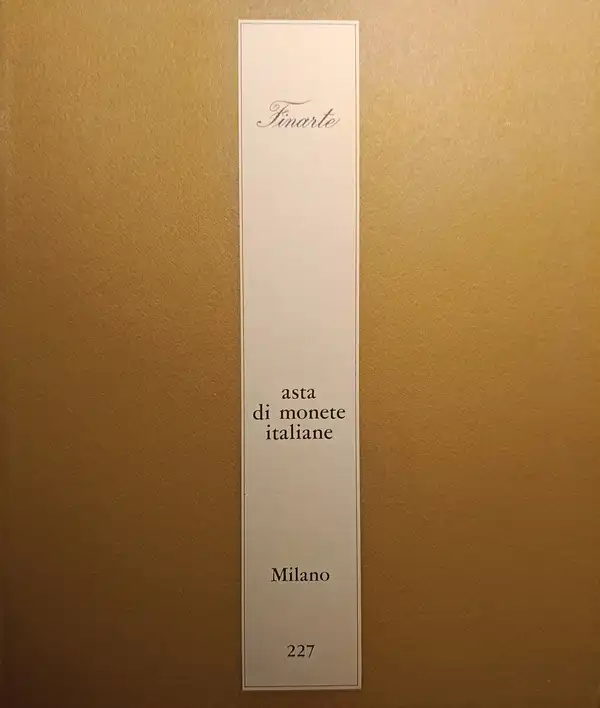 Finarte
asta
di monete
italiane
Milano
227